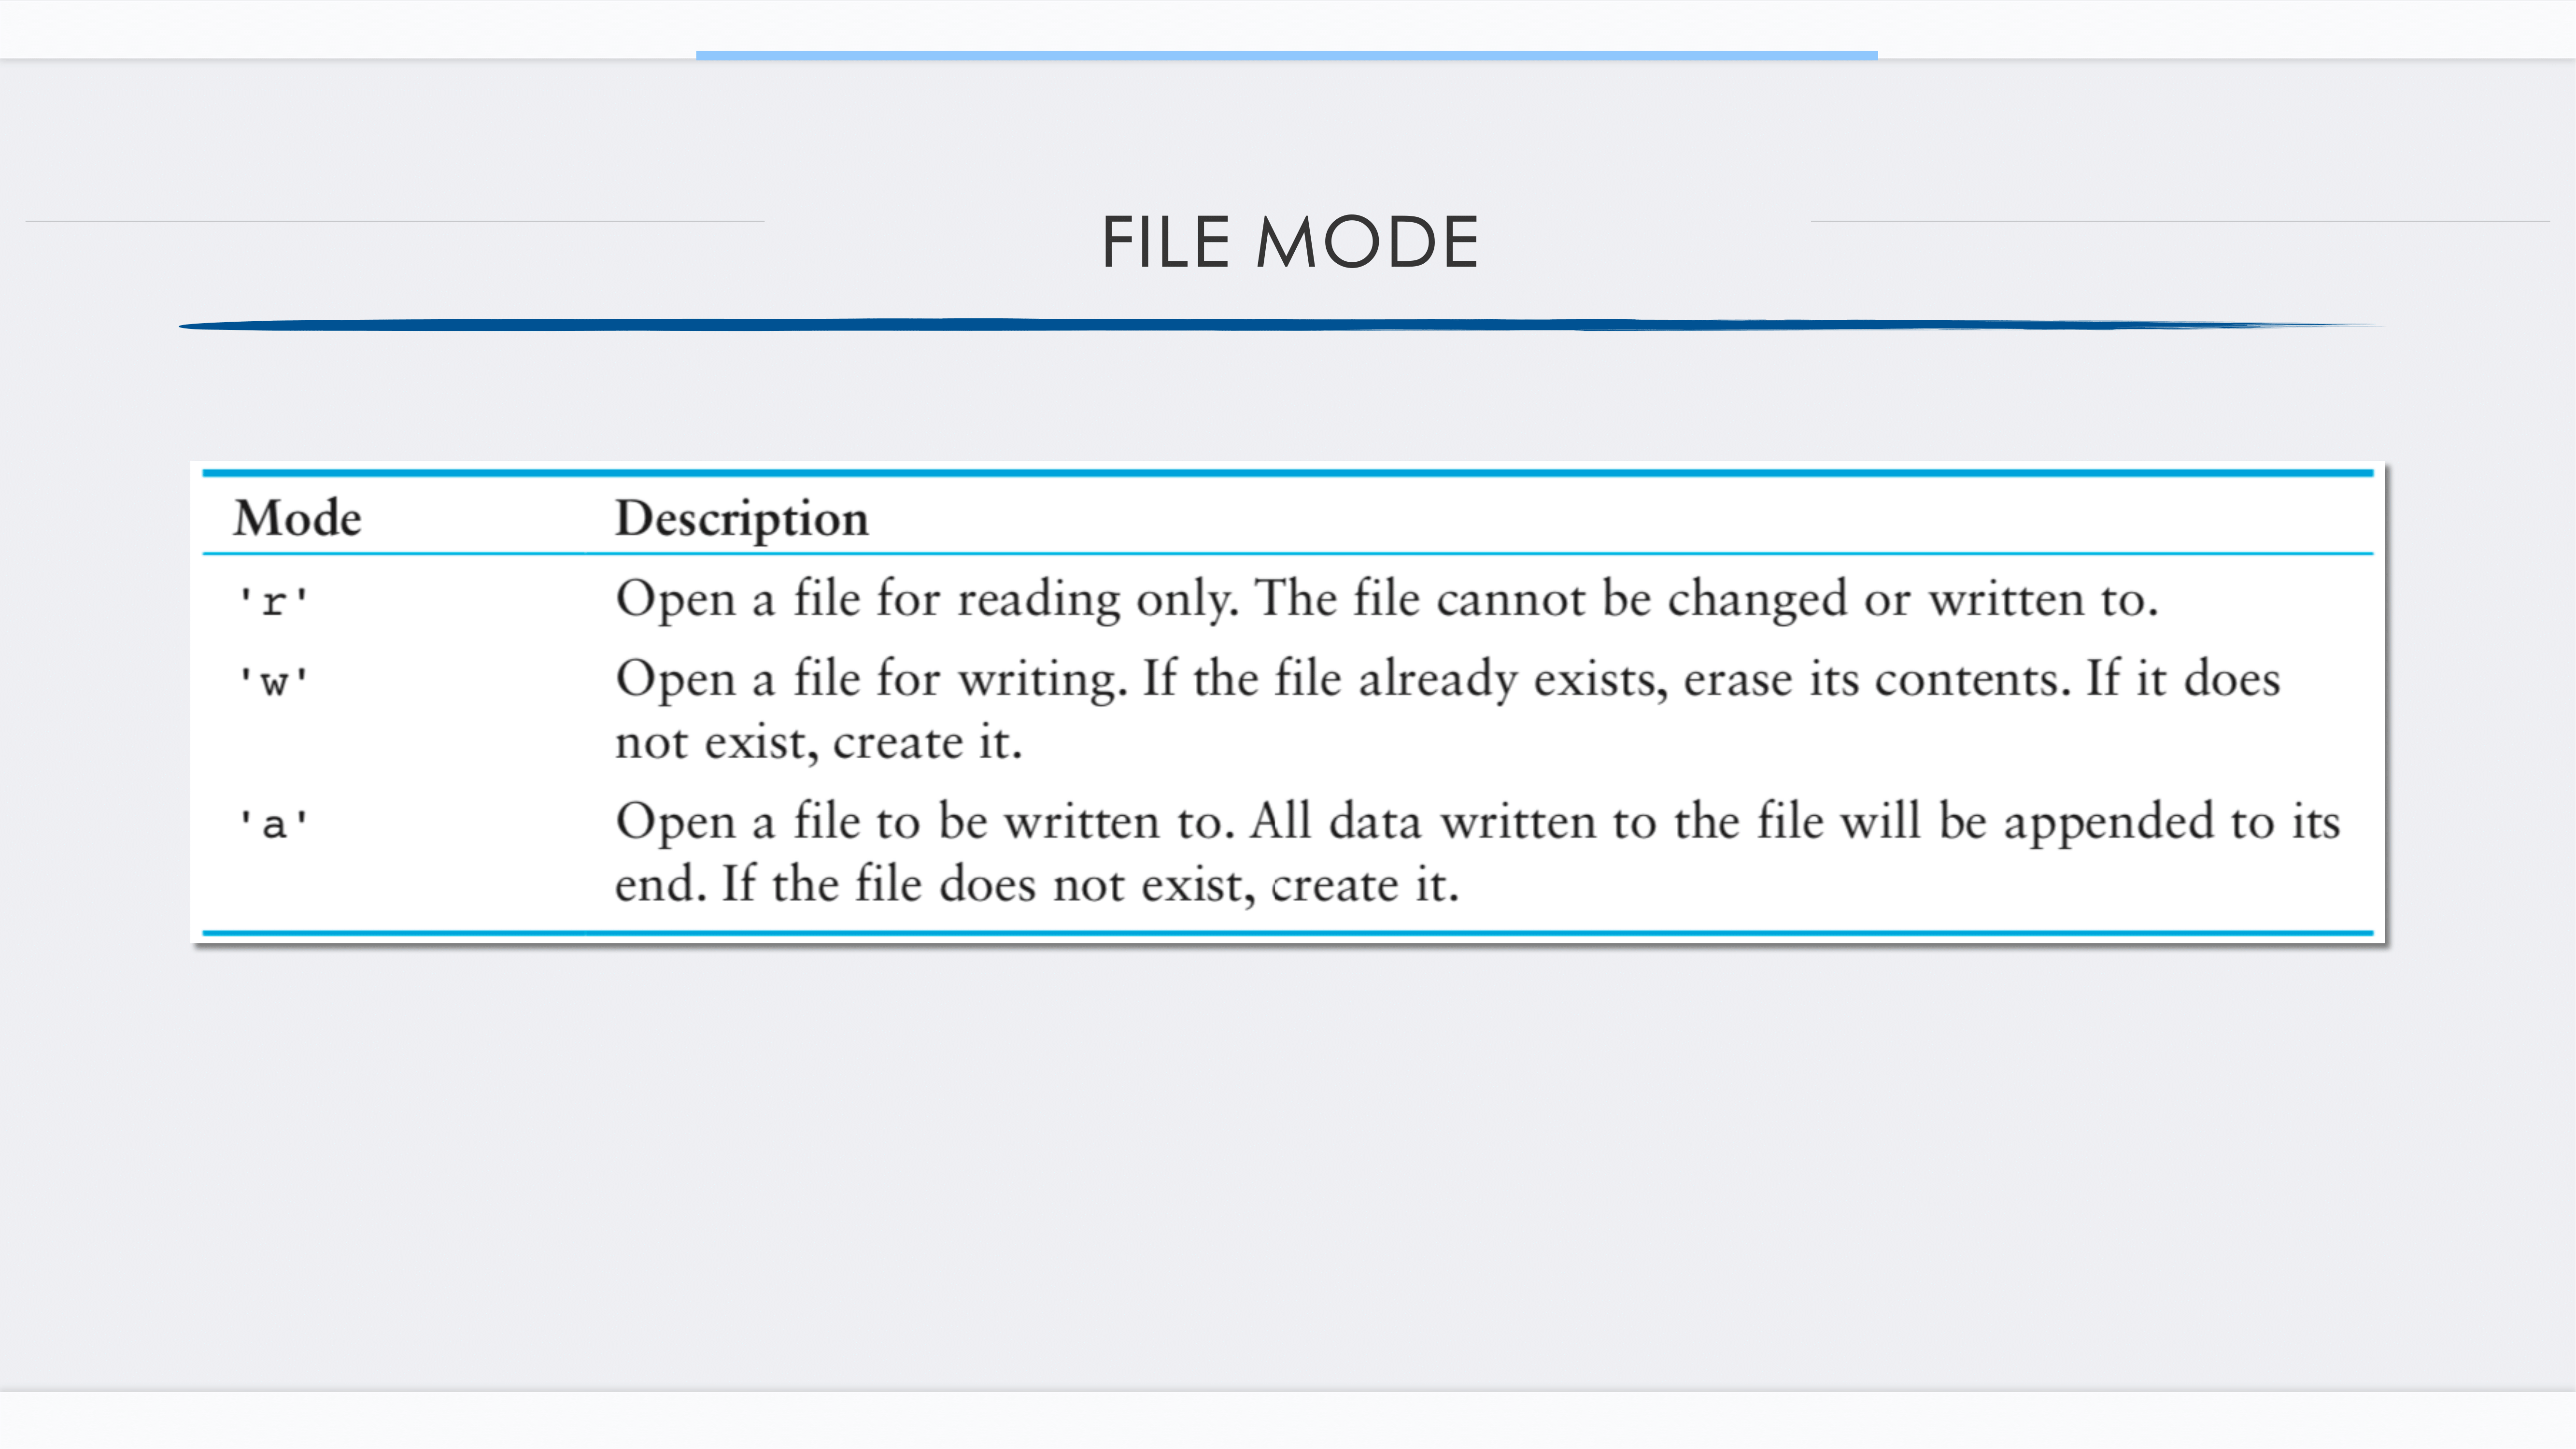 FILE MODE
Mode Description
'r' Open a file for reading only. The file cannot be changed or written to.
'w' Open a file for writing. If the file already exists, erase its contents. If it does
not exist, create it.
'a' Open a file to be written to. All data written to the file will be appended to its
end. If the file does not exist, create it.